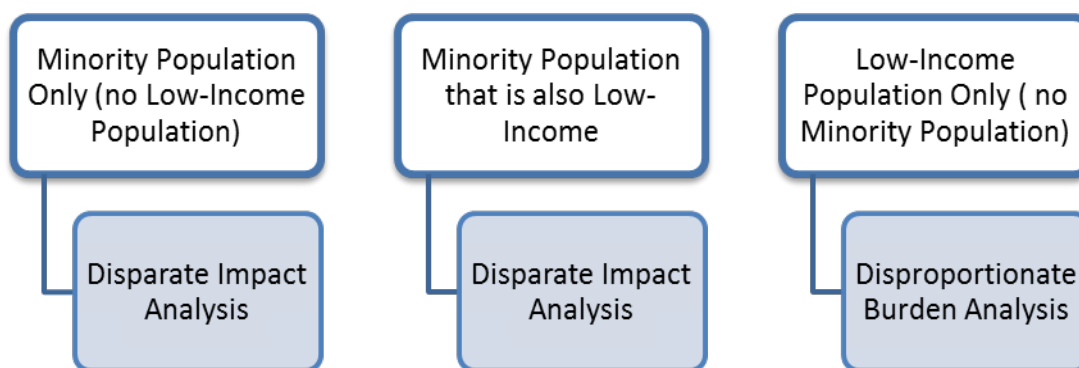 Minority Population
Only (no Low-Income
Population)
Disparate Impact
Analysis
Minority Population
that is also Low-
Income
Disparate Impact
Analysis
Low-Income
Population Only ( no
Minority Population)
Disproportionate
Burden Analysis